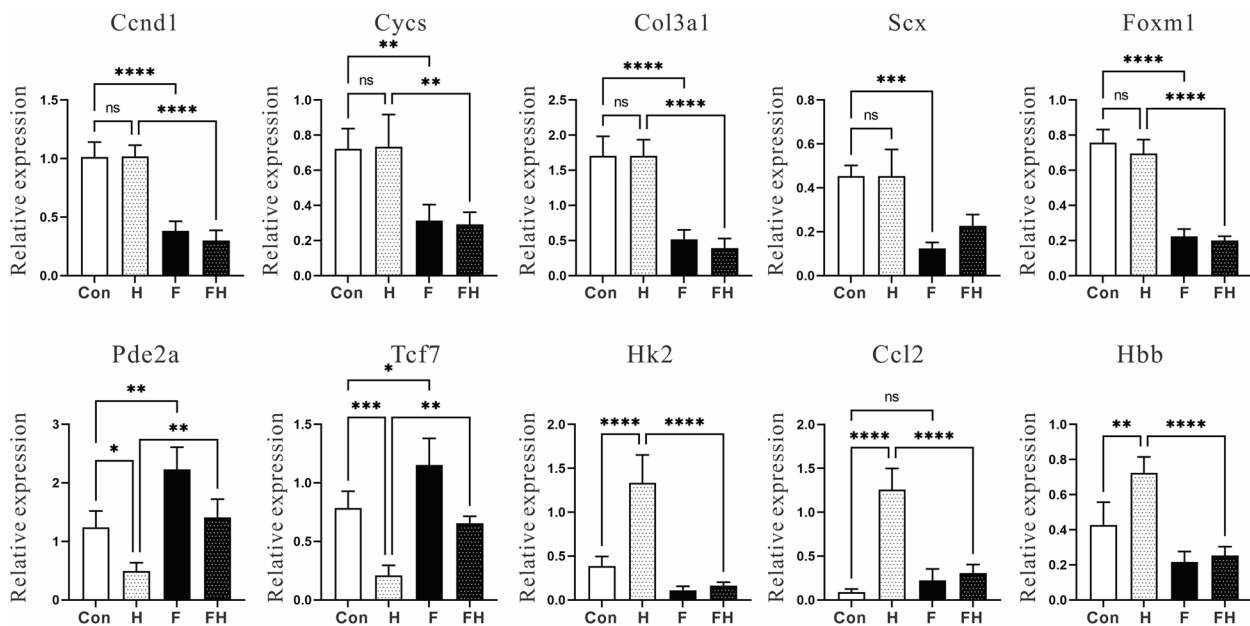 Ccnd1
Cycs
Col3a1
Scx
Foxm1
Relative expression
1.5
1.0
0.5
0.0
****
ns
****
Con H F FH
Relative expression
1.0
0.8
0.6
0.4
0.2
0.0
**
ns
**
Con H F FH
Relative expression
2.5
2.0
1.5
1.0
0.5
0.0
****
ns
****
Con H F FH
Relative expression
0.8
0.6
0.4
0.2
0.0
***
ns
Con H F FH
Relative expression
1.0
0.8
0.6
0.4
0.2
0.0
****
ns
****
Con H F FH
Pde2a
Tcf7
Hk2
Ccl2
Hbb
Relative expression
3
2
1
0
**
*
**
Con H F FH
Relative expression
1.5
1.0
0.5
0.0
*
***
**
Con H F FH
Relative expression
2.0
1.5
1.0
0.5
0.0
****
****
Con H F FH
Relative expression
2.0
1.5
1.0
0.5
0.0
ns
****
****
Con H F FH
Relative expression
1.0
0.8
0.6
0.4
0.2
0.0
**
****
Con H F FH